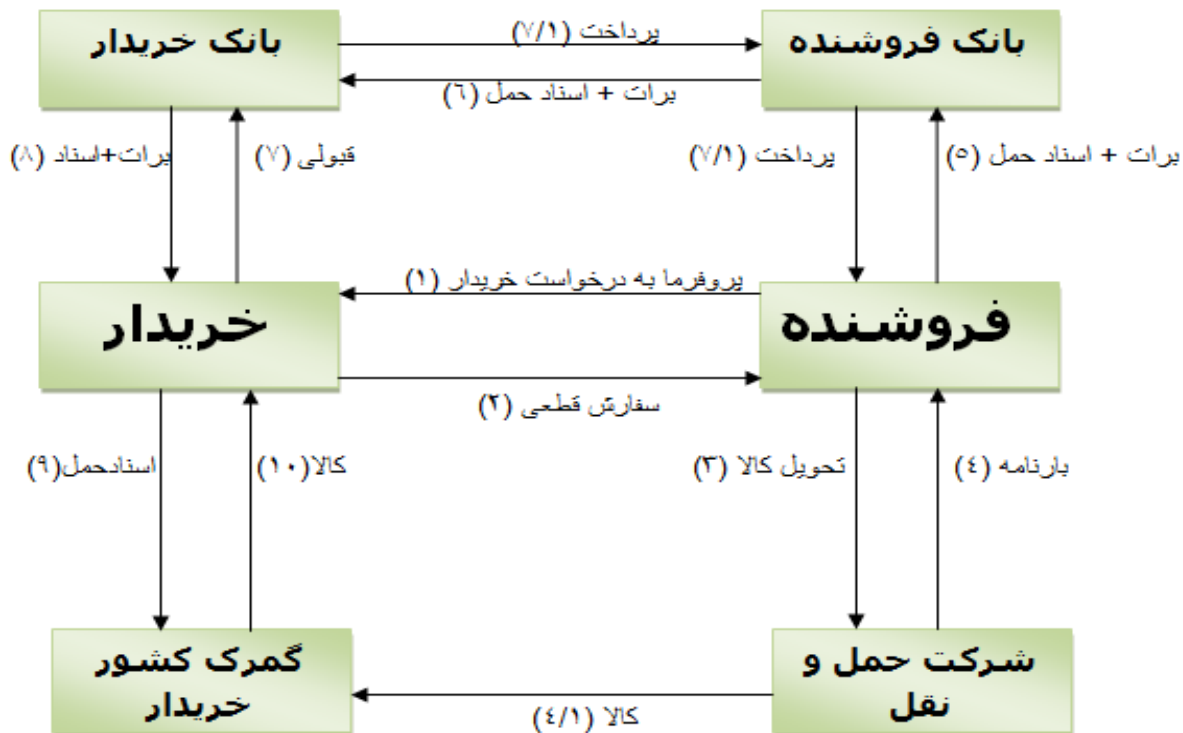 بانک فروشنده
پرداخت (۷/۱)
بانک خریدار
برات + اسناد حمل (٦)
برات + اسناد حمل (٥)
پرداخت (۷/۱)
قبولی (۷)
برات+اسناد (۸)
فروشنده
پروفرما به درخواست خریدار (۱)
خریدار
سفارش قطعی (۲)
بارنامه (٤)
تحویل کالا (۳)
کالا(۱۰)
اسنادحمل(۹)
شرکت حمل و
نقل
گمرک کشور
خریدار
کالا (٤/۱)